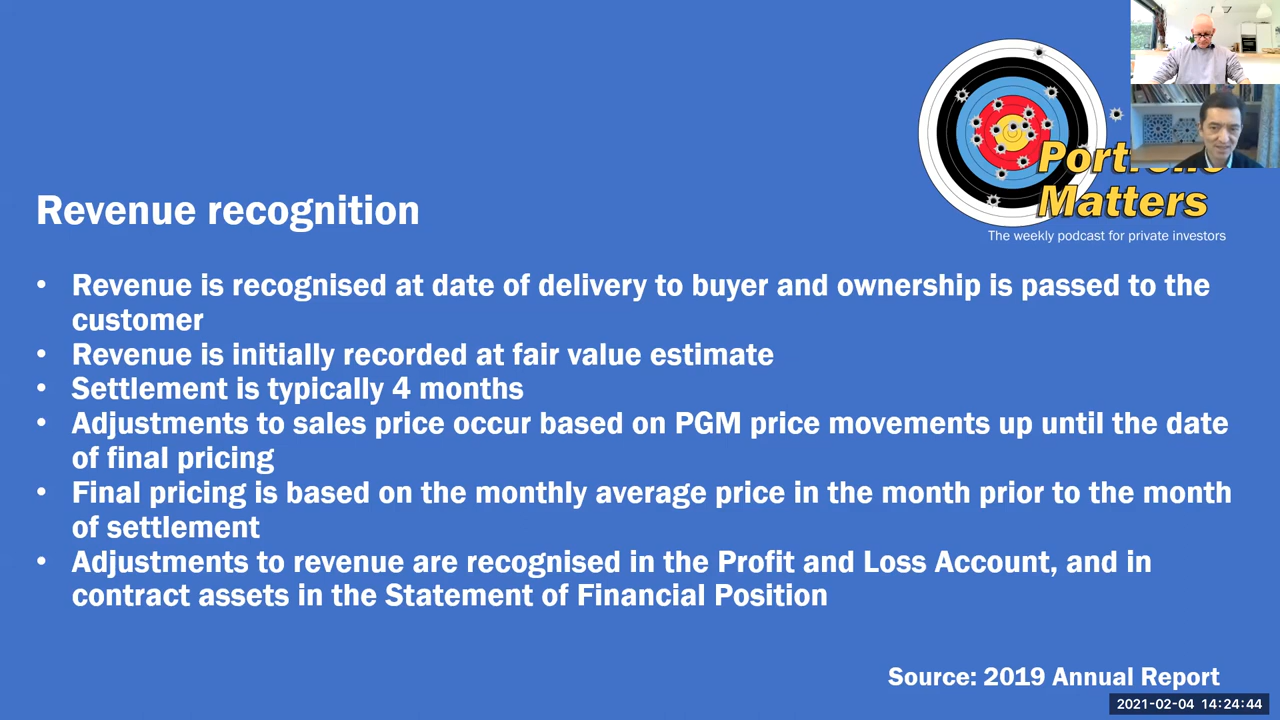 Portfolio
Matters
The weekly podcast for private investors
Revenue recognition
• Revenue is recognised at date of delivery to buyer and ownership is passed to the
customer
• Revenue is initially recorded at fair value estimate
• Settlement is typically 4 months
• Adjustments to sales price occur based on PGM price movements up until the date
of final pricing
• Final pricing is based on the monthly average price in the month prior to the month
of settlement
• Adjustments to revenue are recognised in the Profit and Loss Account, and in
contract assets in the Statement of Financial Position
Source: 2019 Annual Report
2021-02-04 14:24:44